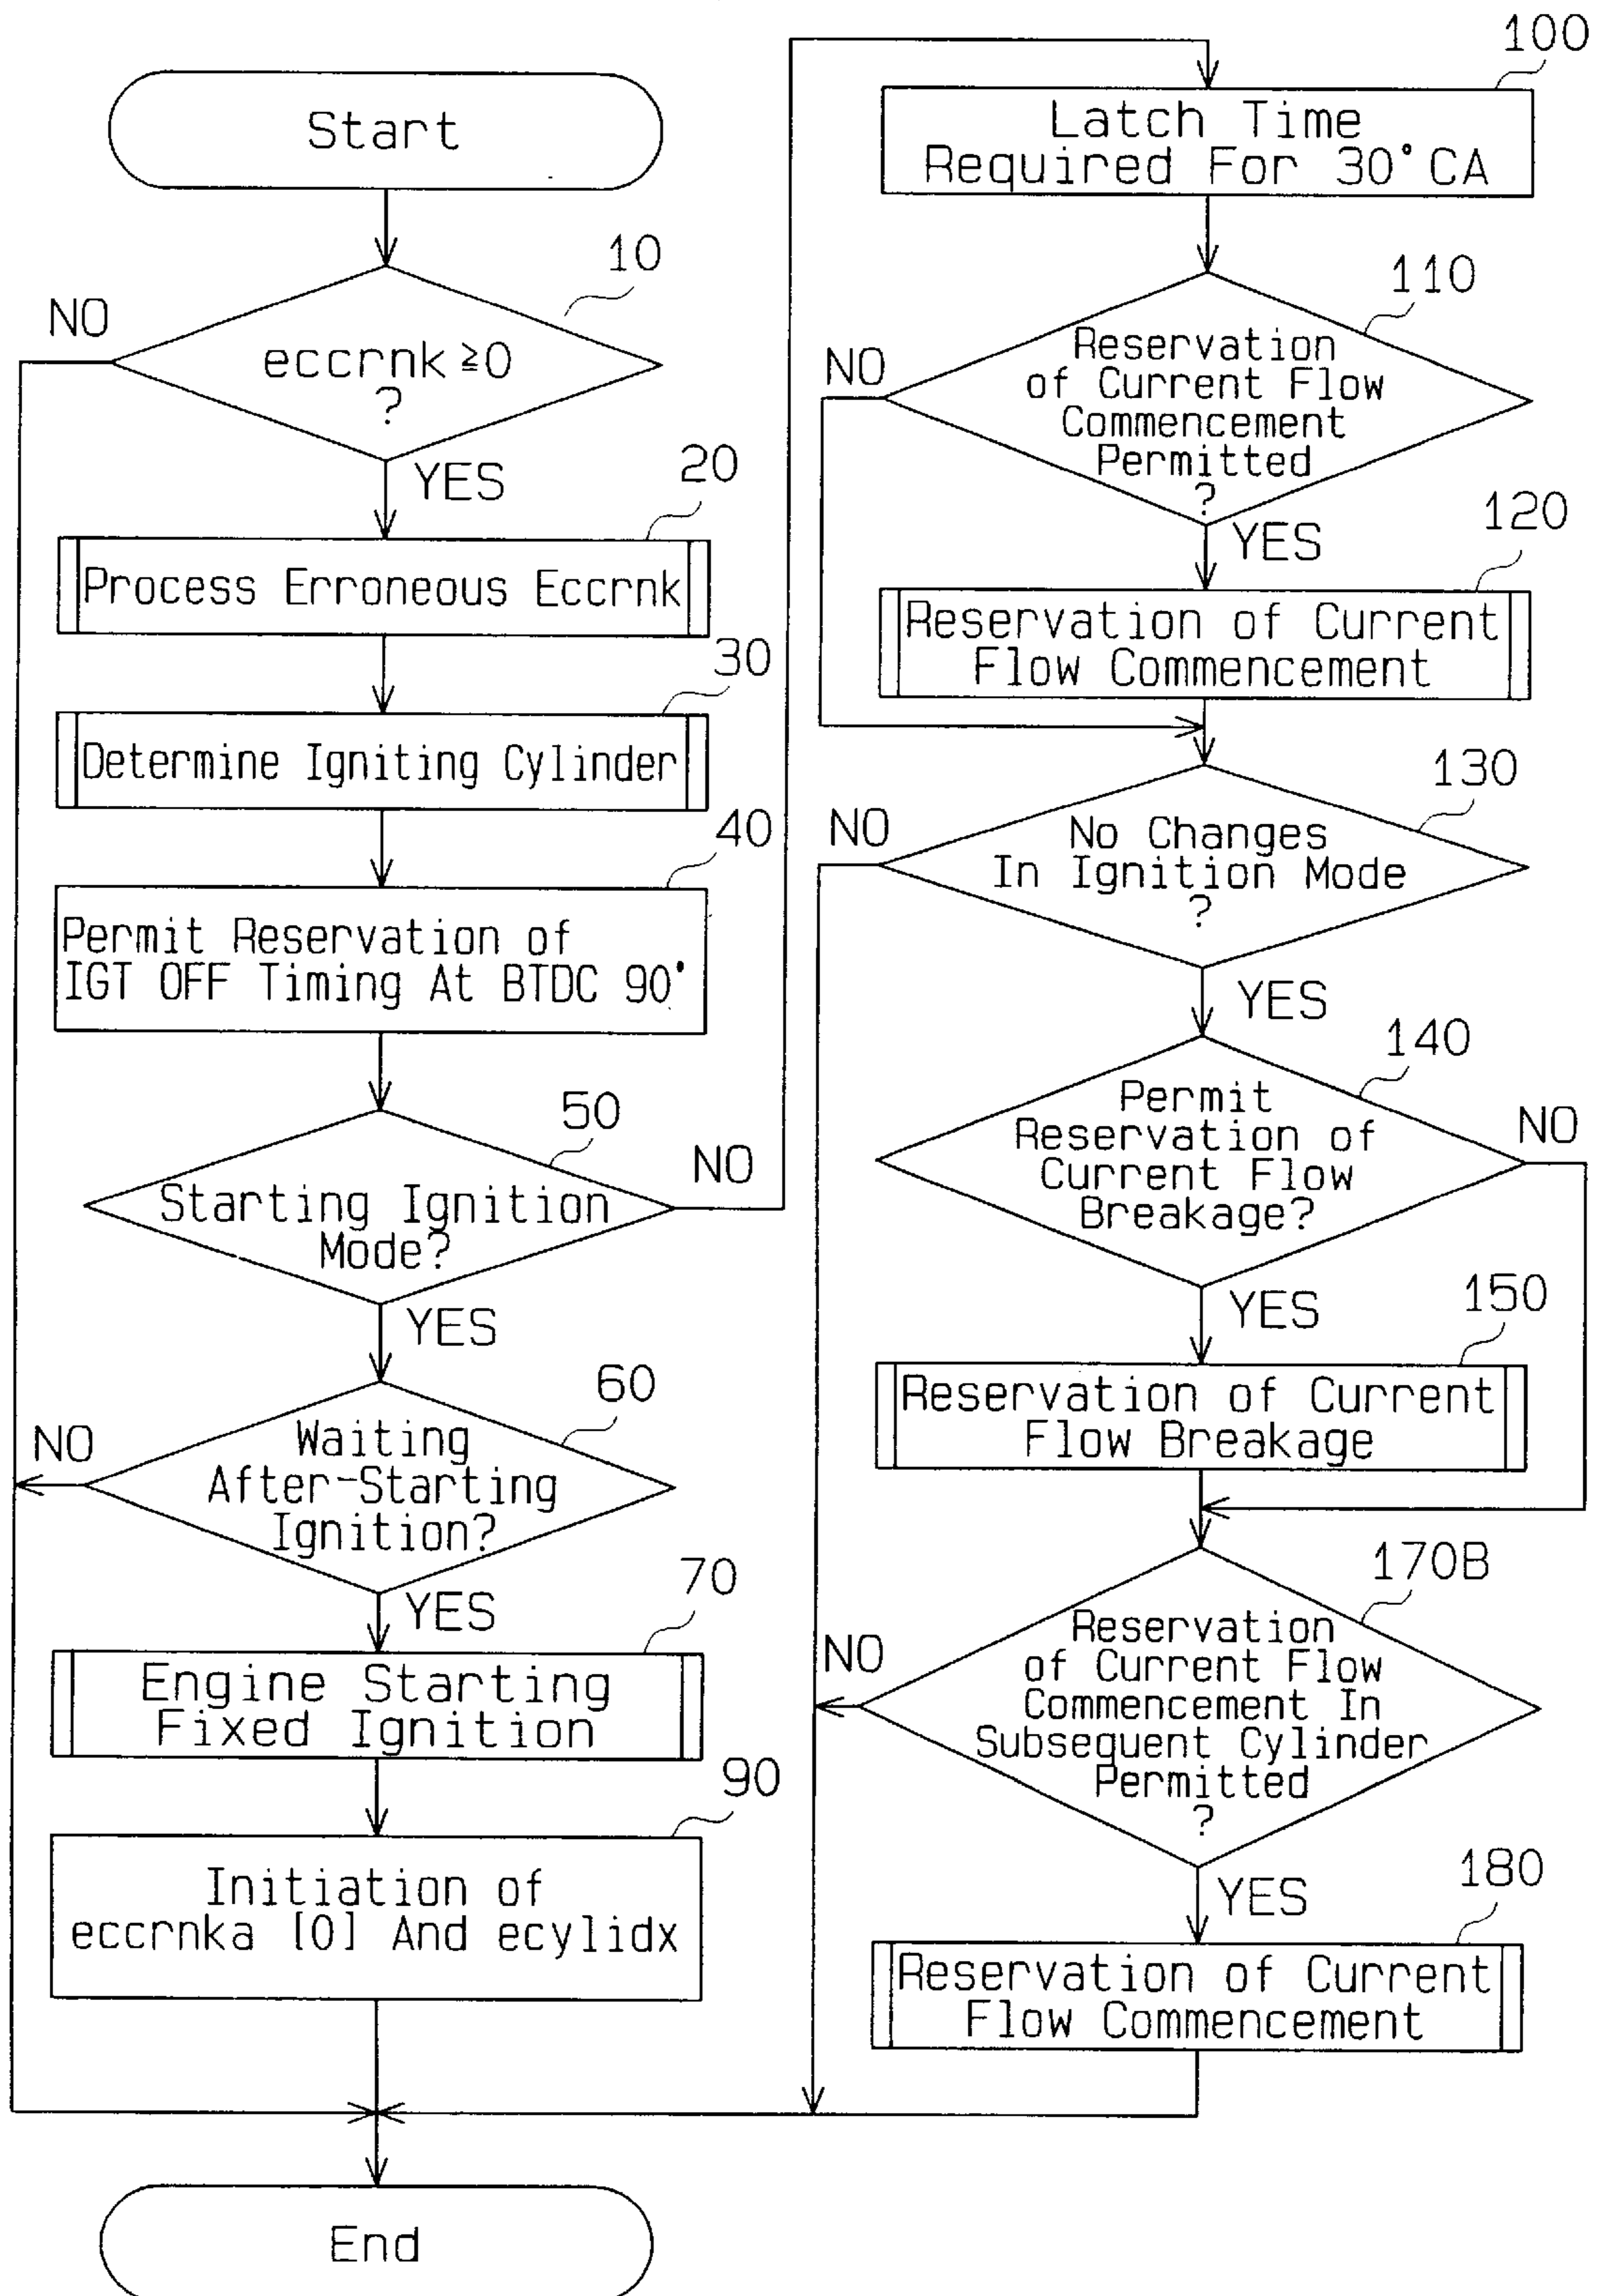 Start
10
NO
eccrnk ≧0
?
YES
20
Process Erroneous Eccrnk
30
Determine Igniting Cylinder
40
Permit Reservation of
IGT OFF Timing At BTDC 90°
50
NO
Starting Ignition
Mode?
YES
60
NO
Waiting
After-Starting
Ignition?
YES
70
Engine Starting
Fixed Ignition
90
Initiation of
eccrnka [0] And ecylidx
End
100
Latch Time
Required For 30°CA
110
NO
Reservation
of Current Flow
Commencement
Permitted
?
YES
120
Reservation of Current
Flow Commencement
130
NO
No Changes
In Ignition Mode
?
YES
140
Permit
Reservation of
Current Flow
Breakage?
NO
YES
150
Reservation of Current
Flow Breakage
170B
NO
Reservation
of Current Flow
Commencement In
Subsequent Cylinder
Permitted
?
YES
180
Reservation of Current
Flow Commencement